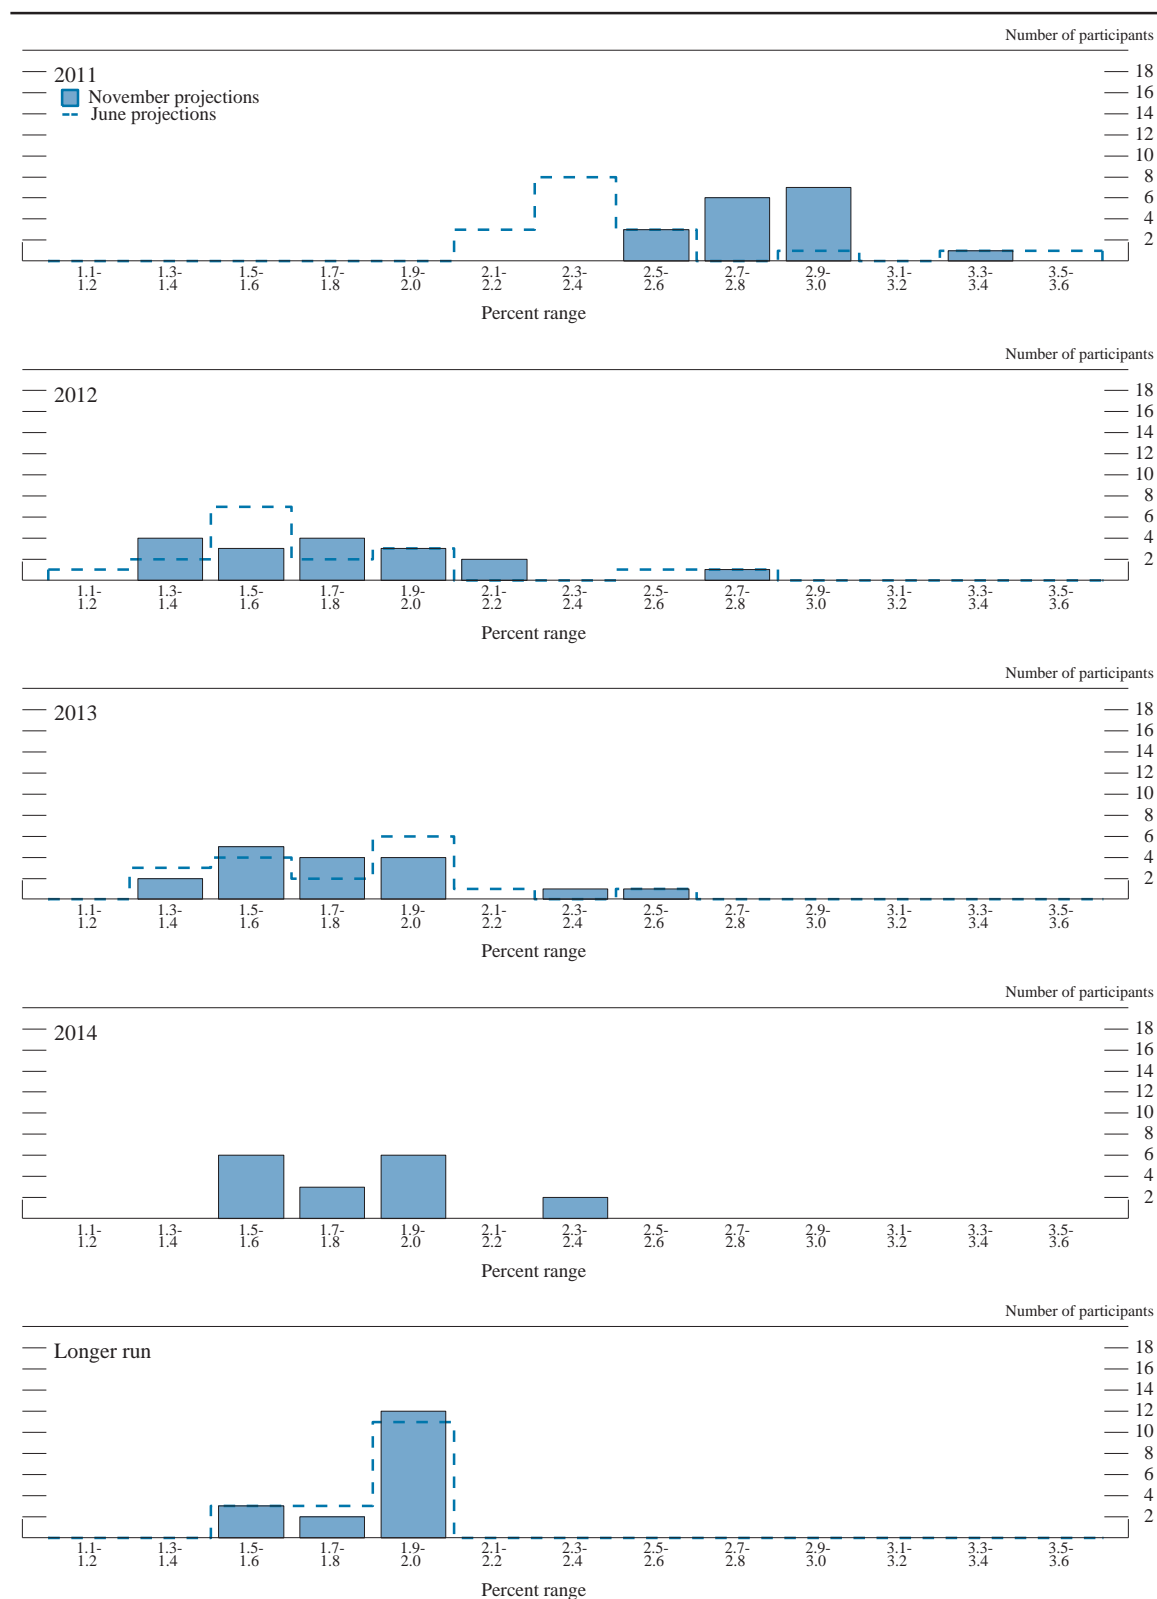 Number of participants
2011
November projections
June projections
18
16
14
12
10
8
6
4
2
1.1- 1.3- 1.5- 1.7- 1.9- 2.1- 2.3- 2.5- 2.7- 2.9- 3.1- 3.3- 3.5-
1.2 1.4 1.6 1.8 2.0 2.2 2.4 2.6 2.8 3.0 3.2 3.4 3.6
Percent range
Number of participants
2012
18
16
14
12
10
8
6
4
2
1.1- 1.3- 1.5- 1.7- 1.9- 2.1- 2.3- 2.5- 2.7- 2.9- 3.1- 3.3- 3.5-
1.2 1.4 1.6 1.8 2.0 2.2 2.4 2.6 2.8 3.0 3.2 3.4 3.6
Percent range
Number of participants
2013
18
16
14
12
10
8
6
4
2
1.1- 1.3- 1.5- 1.7- 1.9- 2.1- 2.3- 2.5- 2.7- 2.9- 3.1- 3.3- 3.5-
1.2 1.4 1.6 1.8 2.0 2.2 2.4 2.6 2.8 3.0 3.2 3.4 3.6
Percent range
Number of participants
2014
18
16
14
12
10
8
6
4
2
1.1- 1.3- 1.5- 1.7- 1.9- 2.1- 2.3- 2.5- 2.7- 2.9- 3.1- 3.3- 3.5-
1.2 1.4 1.6 1.8 2.0 2.2 2.4 2.6 2.8 3.0 3.2 3.4 3.6
Percent range
Number of participants
Longer run
18
16
14
12
10
8
6
4
2
1.1- 1.3- 1.5- 1.7- 1.9- 2.1- 2.3- 2.5- 2.7- 2.9- 3.1- 3.3- 3.5-
1.2 1.4 1.6 1.8 2.0 2.2 2.4 2.6 2.8 3.0 3.2 3.4 3.6
Percent range